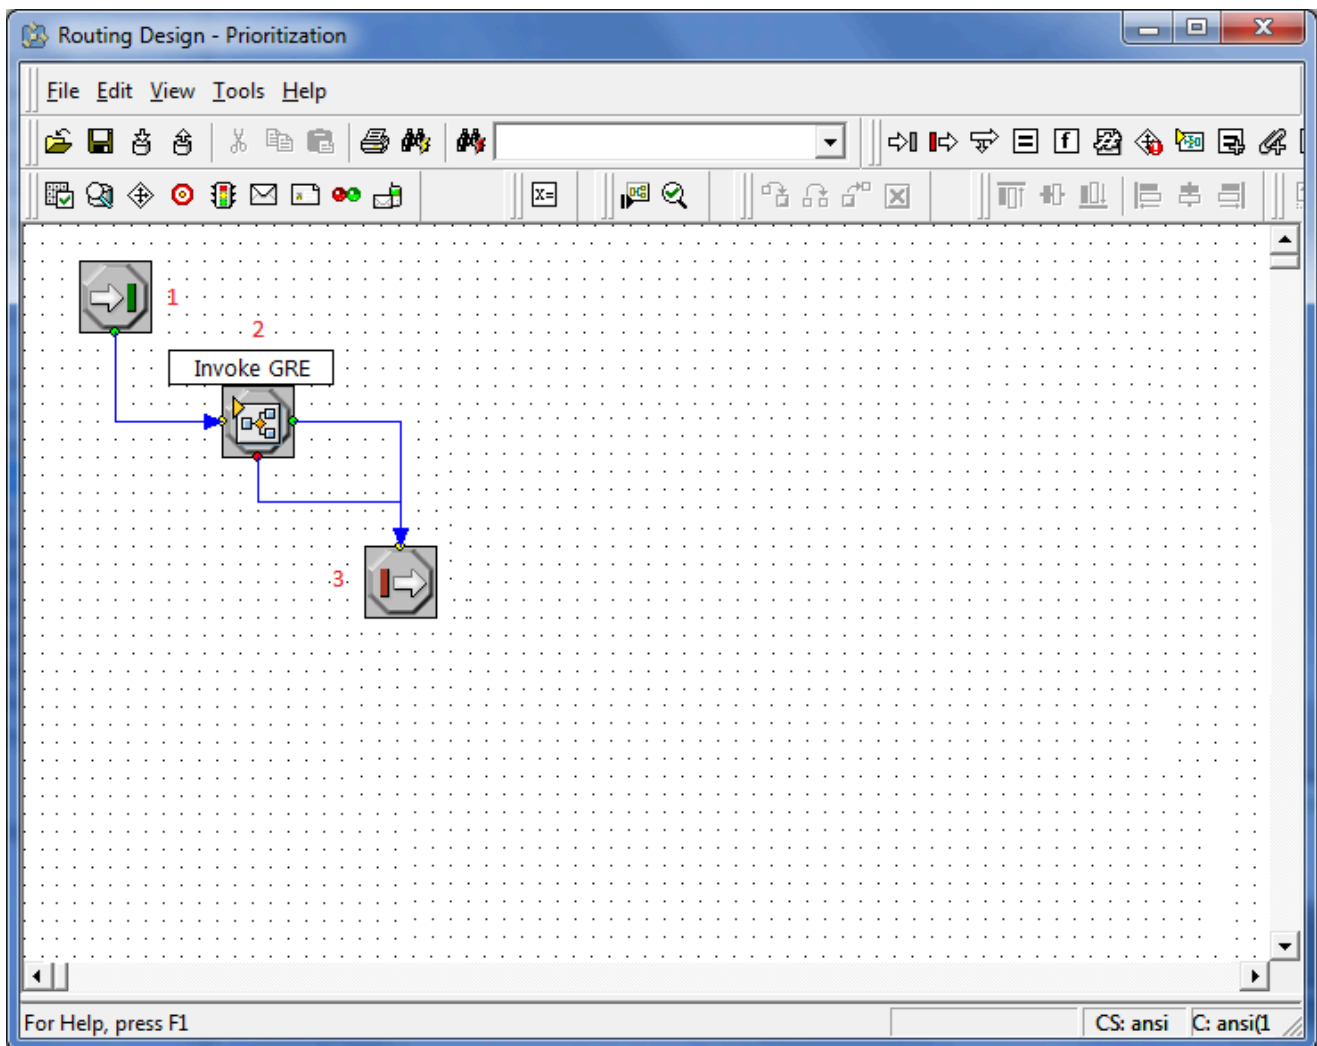 Routing Design - Prioritization
File Edit View Tools Help
f
X=
1
2
Invoke GRE
3
For Help, press F1
CS: ansi
C: ansi(1